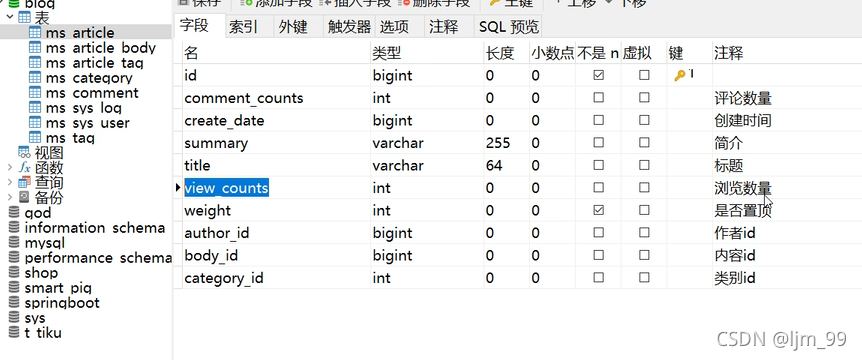 blog
保存 添加字段 插入字段 删除字段 主键 上移 下移
表
ms_article
ms_article_body
ms_article_tag
ms_category
ms_comment
ms_sys_log
ms_sys_user
ms_tag
视图
fx 函数
查询
备份
god
information_schema
mysql
performance_schema
shop
smart_pig
springboot
sys
t_tiku
字段 索引 外键 触发器 选项 注释 SQL 预览
名 类型 长度 小数点 不是 n 虚拟 键 注释
id bigint 0 0 1
comment_counts int 0 0 评论数量
create_date bigint 0 0 创建时间
summary varchar 255 0 简介
title varchar 64 0 标题
view_counts int 0 0 浏览数量
weight int 0 0 是否置顶
author_id bigint 0 0 作者id
body_id bigint 0 0 内容id
category_id int 0 0 类别id
CSDN @ljm_99